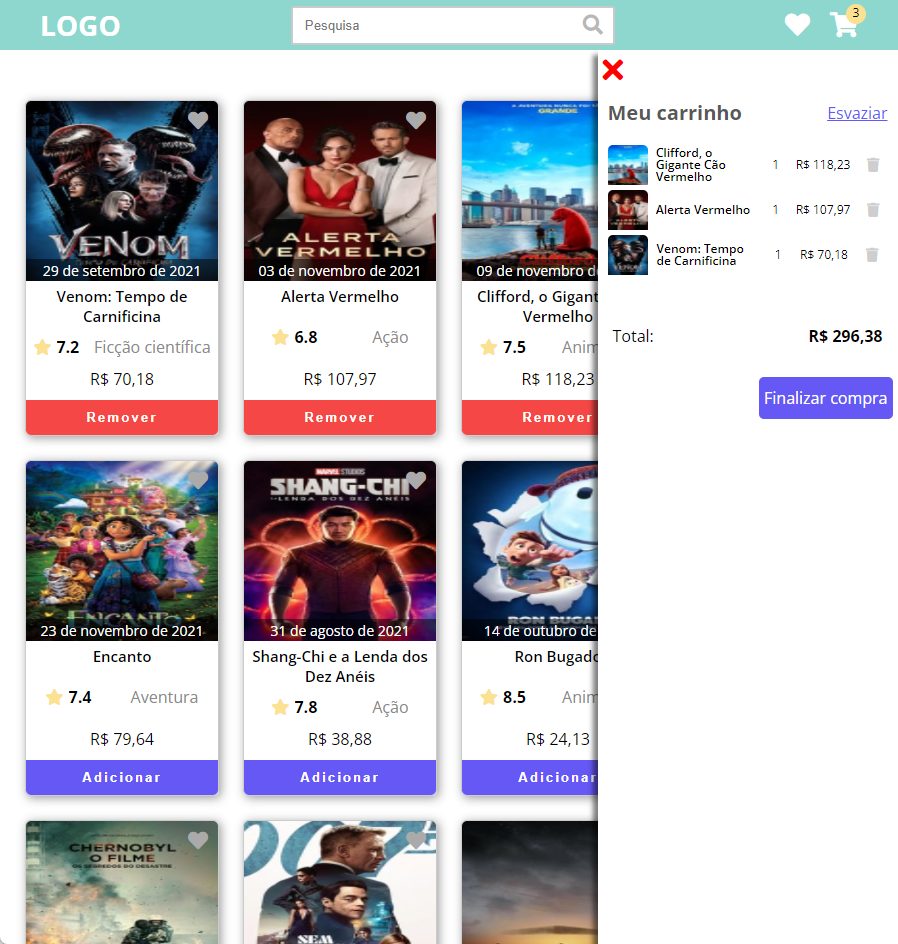 LOGO
Pesquisa
3
Meu carrinho
Esvaziar
Clifford, o
Gigante Cão
Vermelho
1
R$ 118,23
Alerta Vermelho
1
R$ 107,97
Venom: Tempo
de Carnificina
1
R$ 70,18
Total:
R$ 296,38
Finalizar compra
VENOM
29 de setembro de 2021
Venom: Tempo de
Carnificina
7.2
Ficção científica
R$ 70,18
Remover
ALERTA
VERMELHO
03 de novembro de 2021
Alerta Vermelho
6.8
Ação
R$ 107,97
Remover
GRANDE
09 de novembro d
Clifford, o Gigant
Vermelho
7.5
Anim
R$ 118,23
Remover
ENCANTO
23 de novembro de 2021
Encanto
7.4
Aventura
R$ 79,64
Adicionar
MARVEL STUDIOS
SHANG-CHI
LENDA DOS DEZ ANÉIS
31 de agosto de 2021
Shang-Chi e a Lenda dos
Dez Anéis
7.8
Ação
R$ 38,88
Adicionar
RON BUGA
14 de outubro de
Ron Bugado
8.5
Anim
R$ 24,13
Adicionar
CHERNOBYL
O FILME
OS SEGREDOS DO DESASTRE
007
SEM